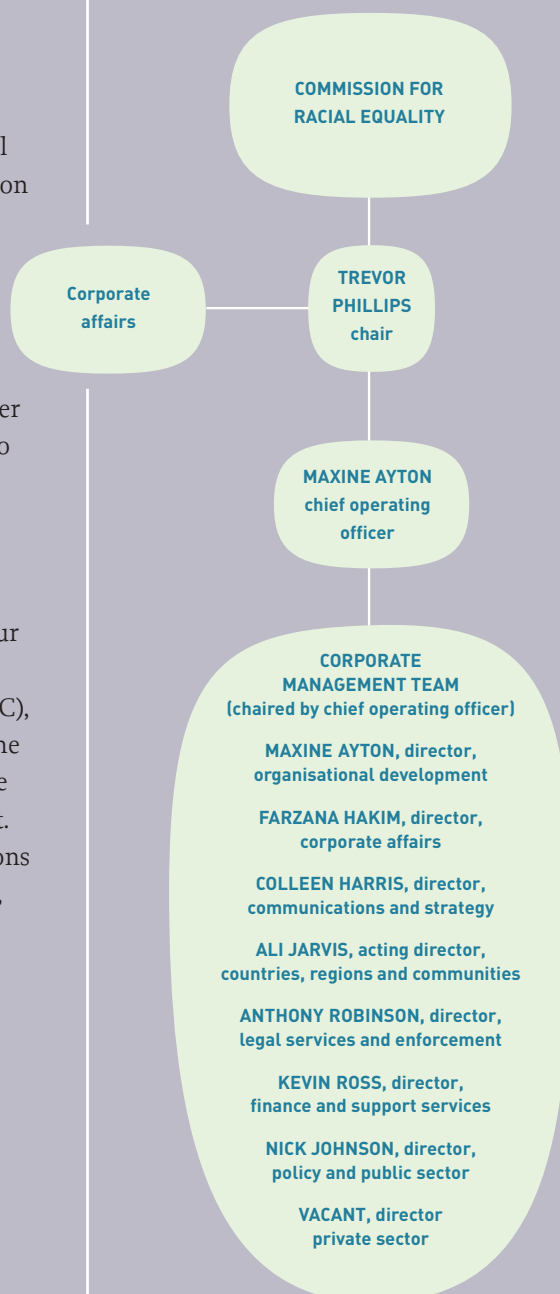 COMMISSION FOR
RACIAL EQUALITY
Corporate
affairs
TREVOR
PHILLIPS
chair
MAXINE AYTON
chief operating
officer
CORPORATE
MANAGEMENT TEAM
(chaired by chief operating officer)
MAXINE AYTON, director,
organisational development
FARZANA HAKIM, director,
corporate affairs
COLLEEN HARRIS, director,
communications and strategy
ALI JARVIS, acting director,
countries, regions and communities
ANTHONY ROBINSON, director,
legal services and enforcement
KEVIN ROSS, director,
finance and support services
NICK JOHNSON, director,
policy and public sector
VACANT, director
private sector